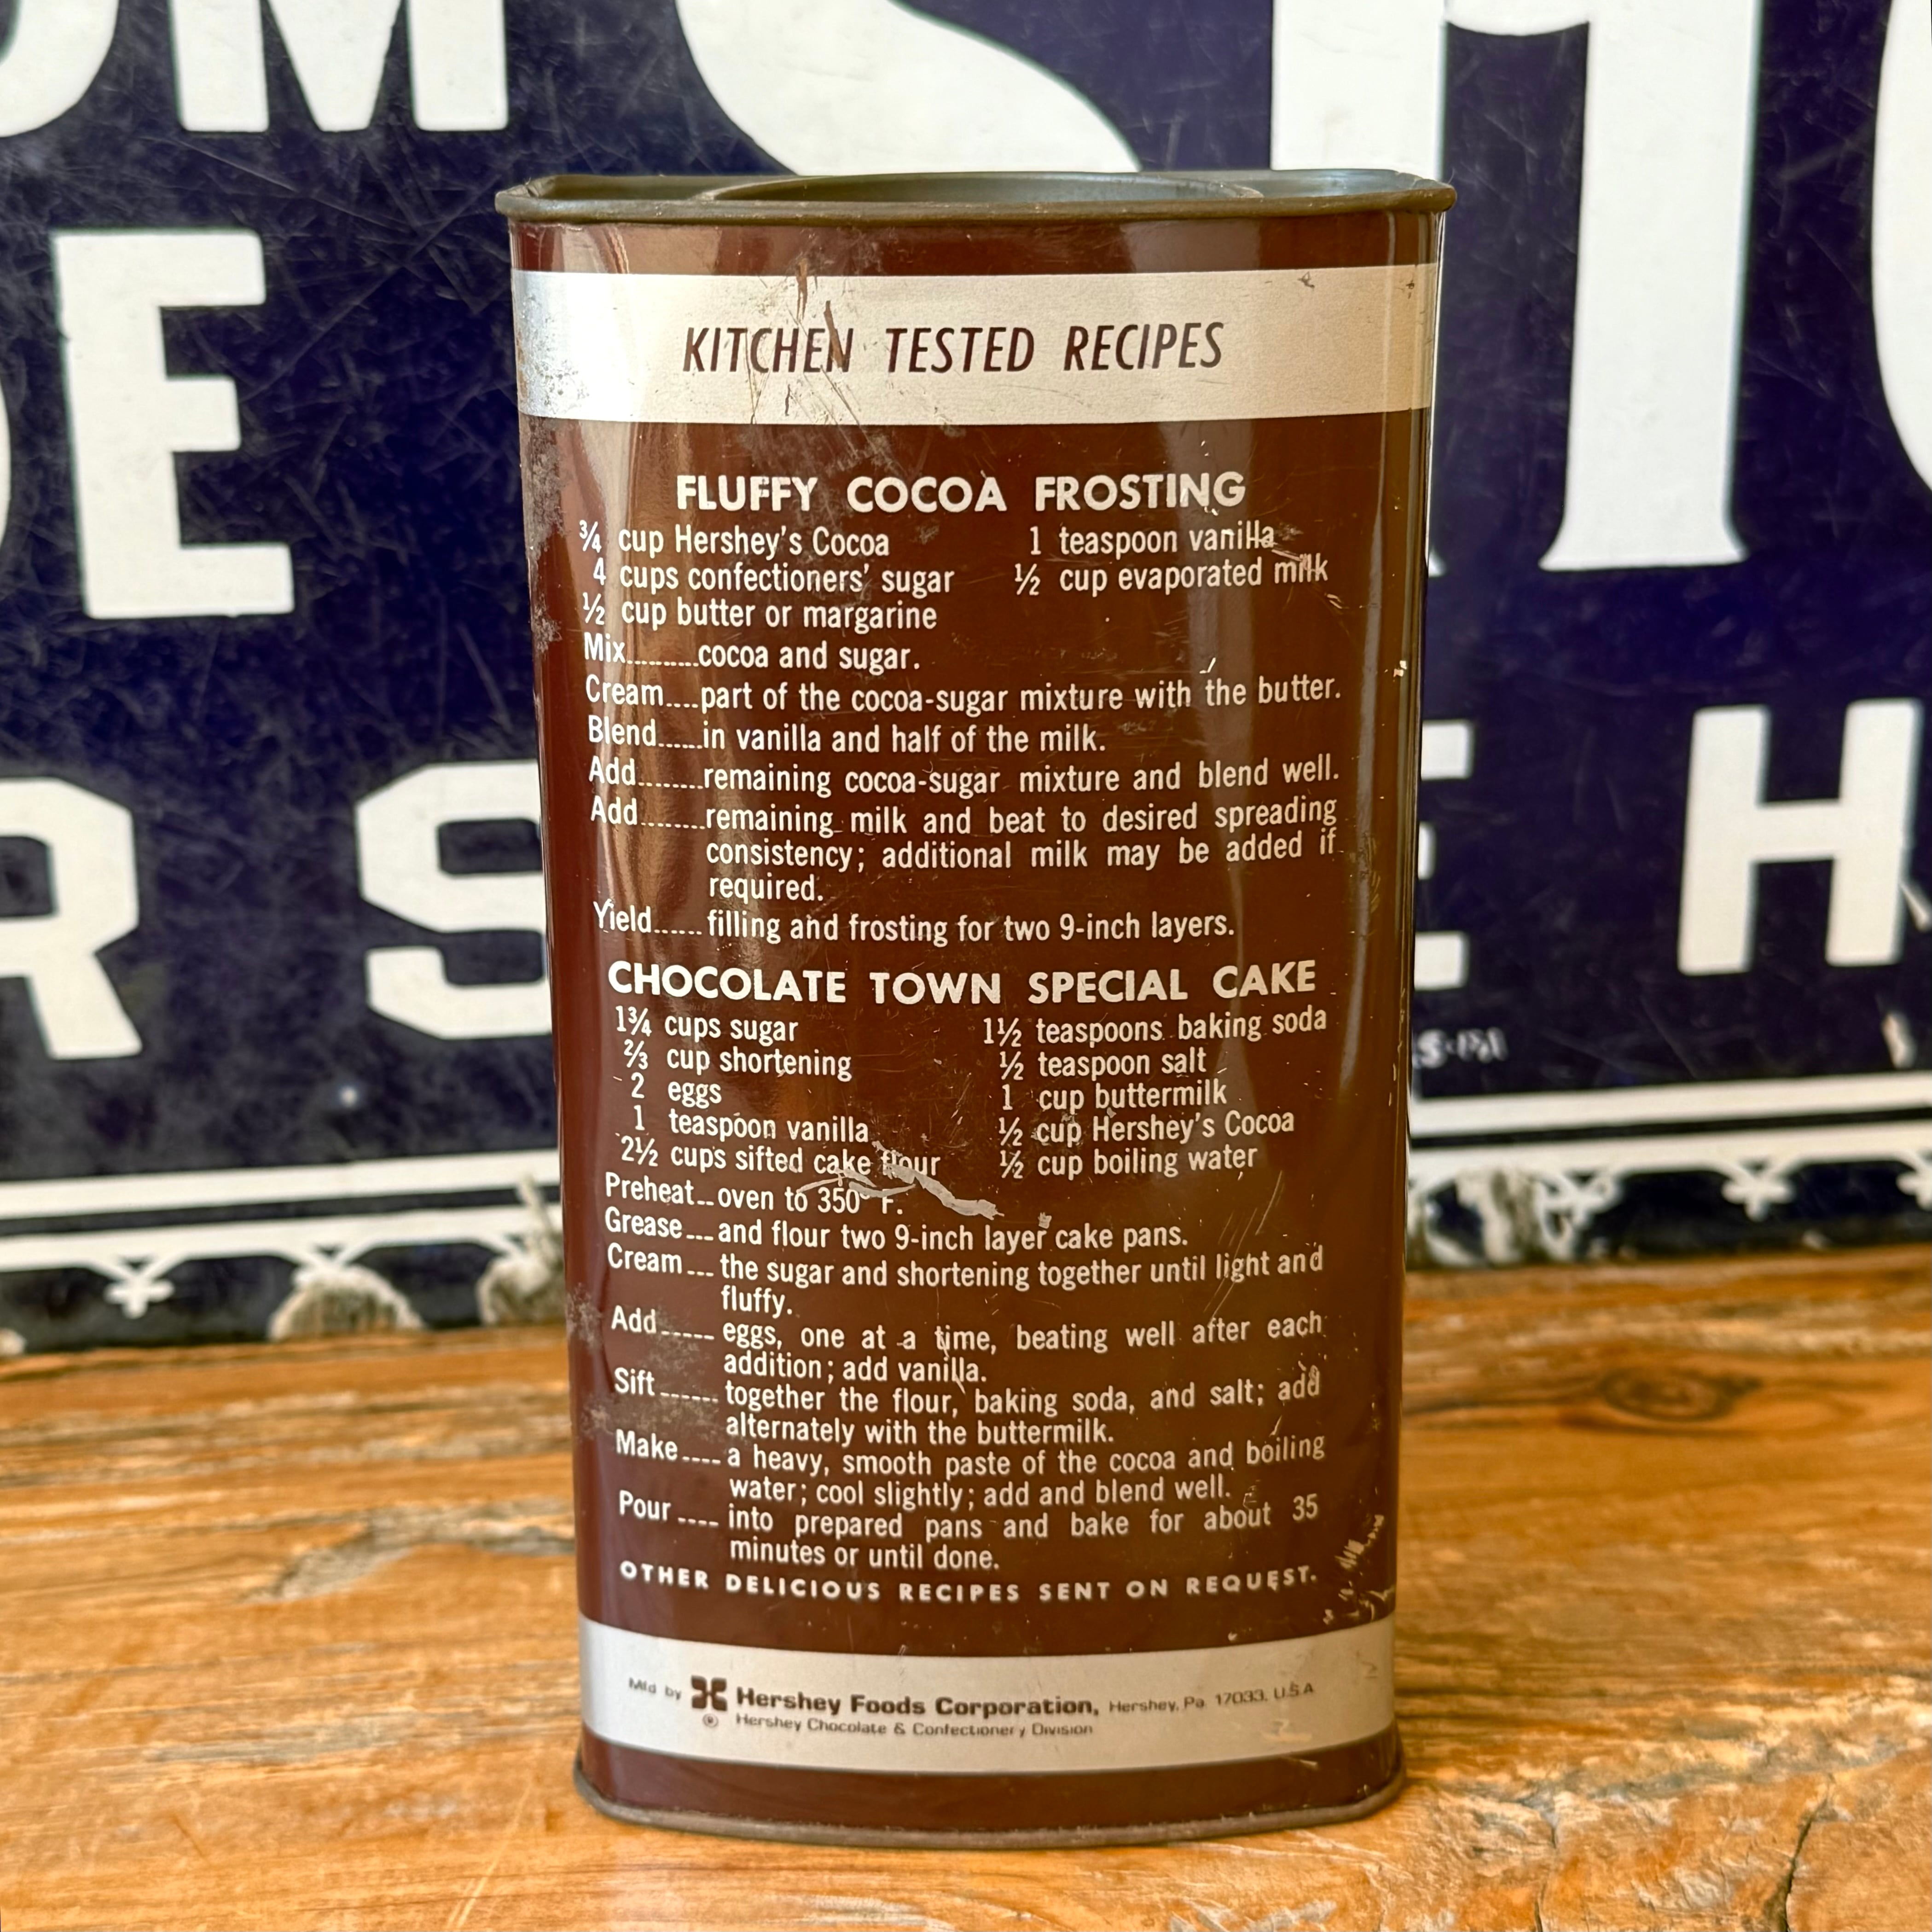 KITCHEN TESTED RECIPES
FLUFFY COCOA FROSTING
¾ cup Hershey's Cocoa 1 teaspoon vanilla
4 cups confectioners' sugar ½ cup evaporated milk
½ cup butter or margarine
Mix.........cocoa and sugar.
Cream....part of the cocoa-sugar mixture with the butter.
Blend......in vanilla and half of the milk.
Add........remaining cocoa-sugar mixture and blend well.
Add........remaining milk and beat to desired spreading
consistency; additional milk may be added if
required.
Yield......filling and frosting for two 9-inch layers.
CHOCOLATE TOWN SPECIAL CAKE
1¾ cups sugar 1½ teaspoons baking soda
⅔ cup shortening ½ teaspoon salt
2 eggs 1 cup buttermilk
1 teaspoon vanilla ½ cup Hershey's Cocoa
2½ cups sifted cake flour ½ cup boiling water
Preheat..oven to 350° F.
Grease...and flour two 9-inch layer cake pans.
Cream...the sugar and shortening together until light and
fluffy.
Add.....eggs, one at a time, beating well after each
addition; add vanilla.
Sift......together the flour, baking soda, and salt; add
alternately with the buttermilk.
Make....a heavy, smooth paste of the cocoa and boiling
water; cool slightly; add and blend well.
Pour....into prepared pans and bake for about 35
minutes or until done.
OTHER DELICIOUS RECIPES SENT ON REQUEST.
Mfd by Hershey Foods Corporation, Hershey, Pa. 17033, U.S.A.
® Hershey Chocolate & Confectionery Division